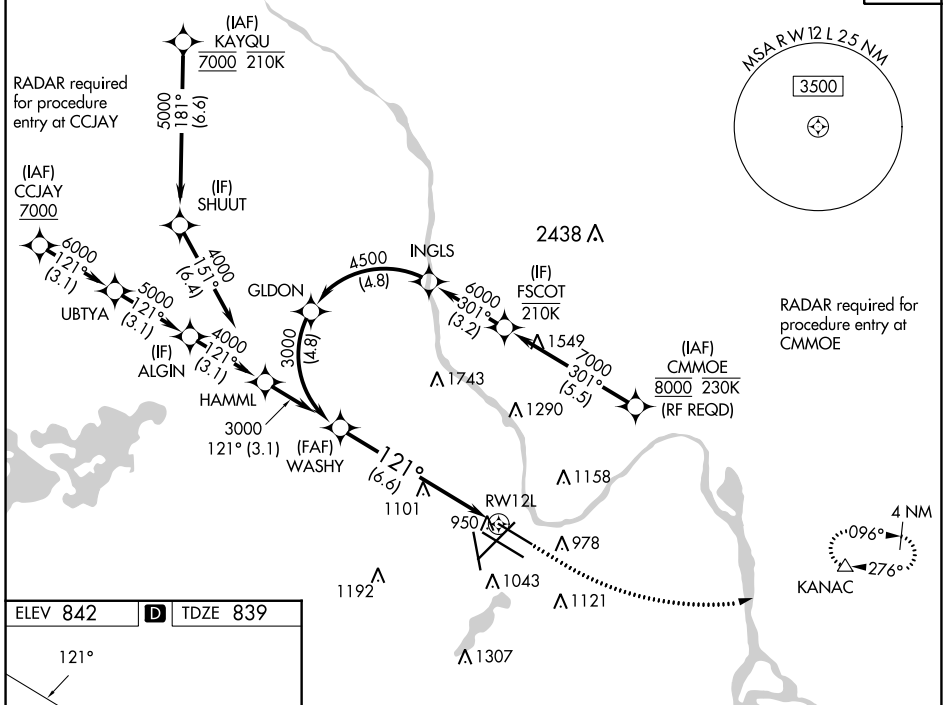 (IAF)
KAYQU
7000 210K
RADAR required
for procedure
entry at CCJAY
5000
181°
(6.6)
MSA RW12L 25 NM
3500
(IAF)
CCJAY
7000
(IF)
SHUUT
6000
121°
(3.1)
4000
151°
(6.4)
UBTYA
5000
121°
(3.1)
(IF)
ALGIN
4000
121°
(3.1)
HAMML
3000
121° (3.1)
GLDON
4500
(4.8)
3000
(4.8)
INGLS
2438
6000
301°
(3.2)
(IF)
FSCOT
210K
1549
RADAR required for
procedure entry at
CMMOE
7000
301°
(5.5)
(IAF)
CMMOE
8000 230K
(RF REQD)
1743
1290
(FAF)
WASHY
121°
(6.6)
1101
1158
RW12L
950
978
4 NM
096°
276°
KANAC
1192
1043
1121
1307
ELEV 842 D TDZE 839
121°